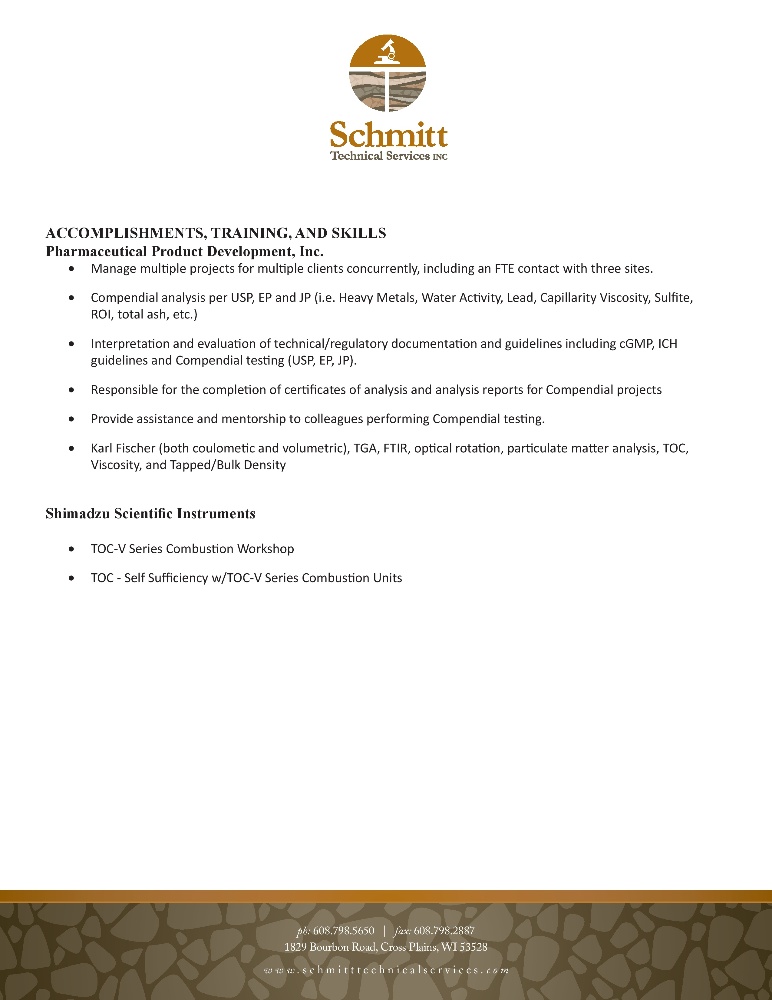 Schmitt
Technical Services INC
ACCOMPLISHMENTS, TRAINING, AND SKILLS
Pharmaceutical Product Development, Inc.
• Manage multiple projects for multiple clients concurrently, including an FTE contact with three sites.
• Compendial analysis per USP, EP and JP (i.e. Heavy Metals, Water Activity, Lead, Capillarity Viscosity, Sulfite,
ROI, total ash, etc.)
• Interpretation and evaluation of technical/regulatory documentation and guidelines including cGMP, ICH
guidelines and Compendial testing (USP, EP, JP).
• Responsible for the completion of certificates of analysis and analysis reports for Compendial projects
• Provide assistance and mentorship to colleagues performing Compendial testing.
• Karl Fischer (both coulometic and volumetric), TGA, FTIR, optical rotation, particulate matter analysis, TOC,
Viscosity, and Tapped/Bulk Density
Shimadzu Scientific Instruments
• TOC-V Series Combustion Workshop
• TOC - Self Sufficiency w/TOC-V Series Combustion Units
ph: 608.798.5650 | fax: 608.798.2887
1829 Bourbon Road, Cross Plains, WI 53528
www.schmitttechnicalservices.com